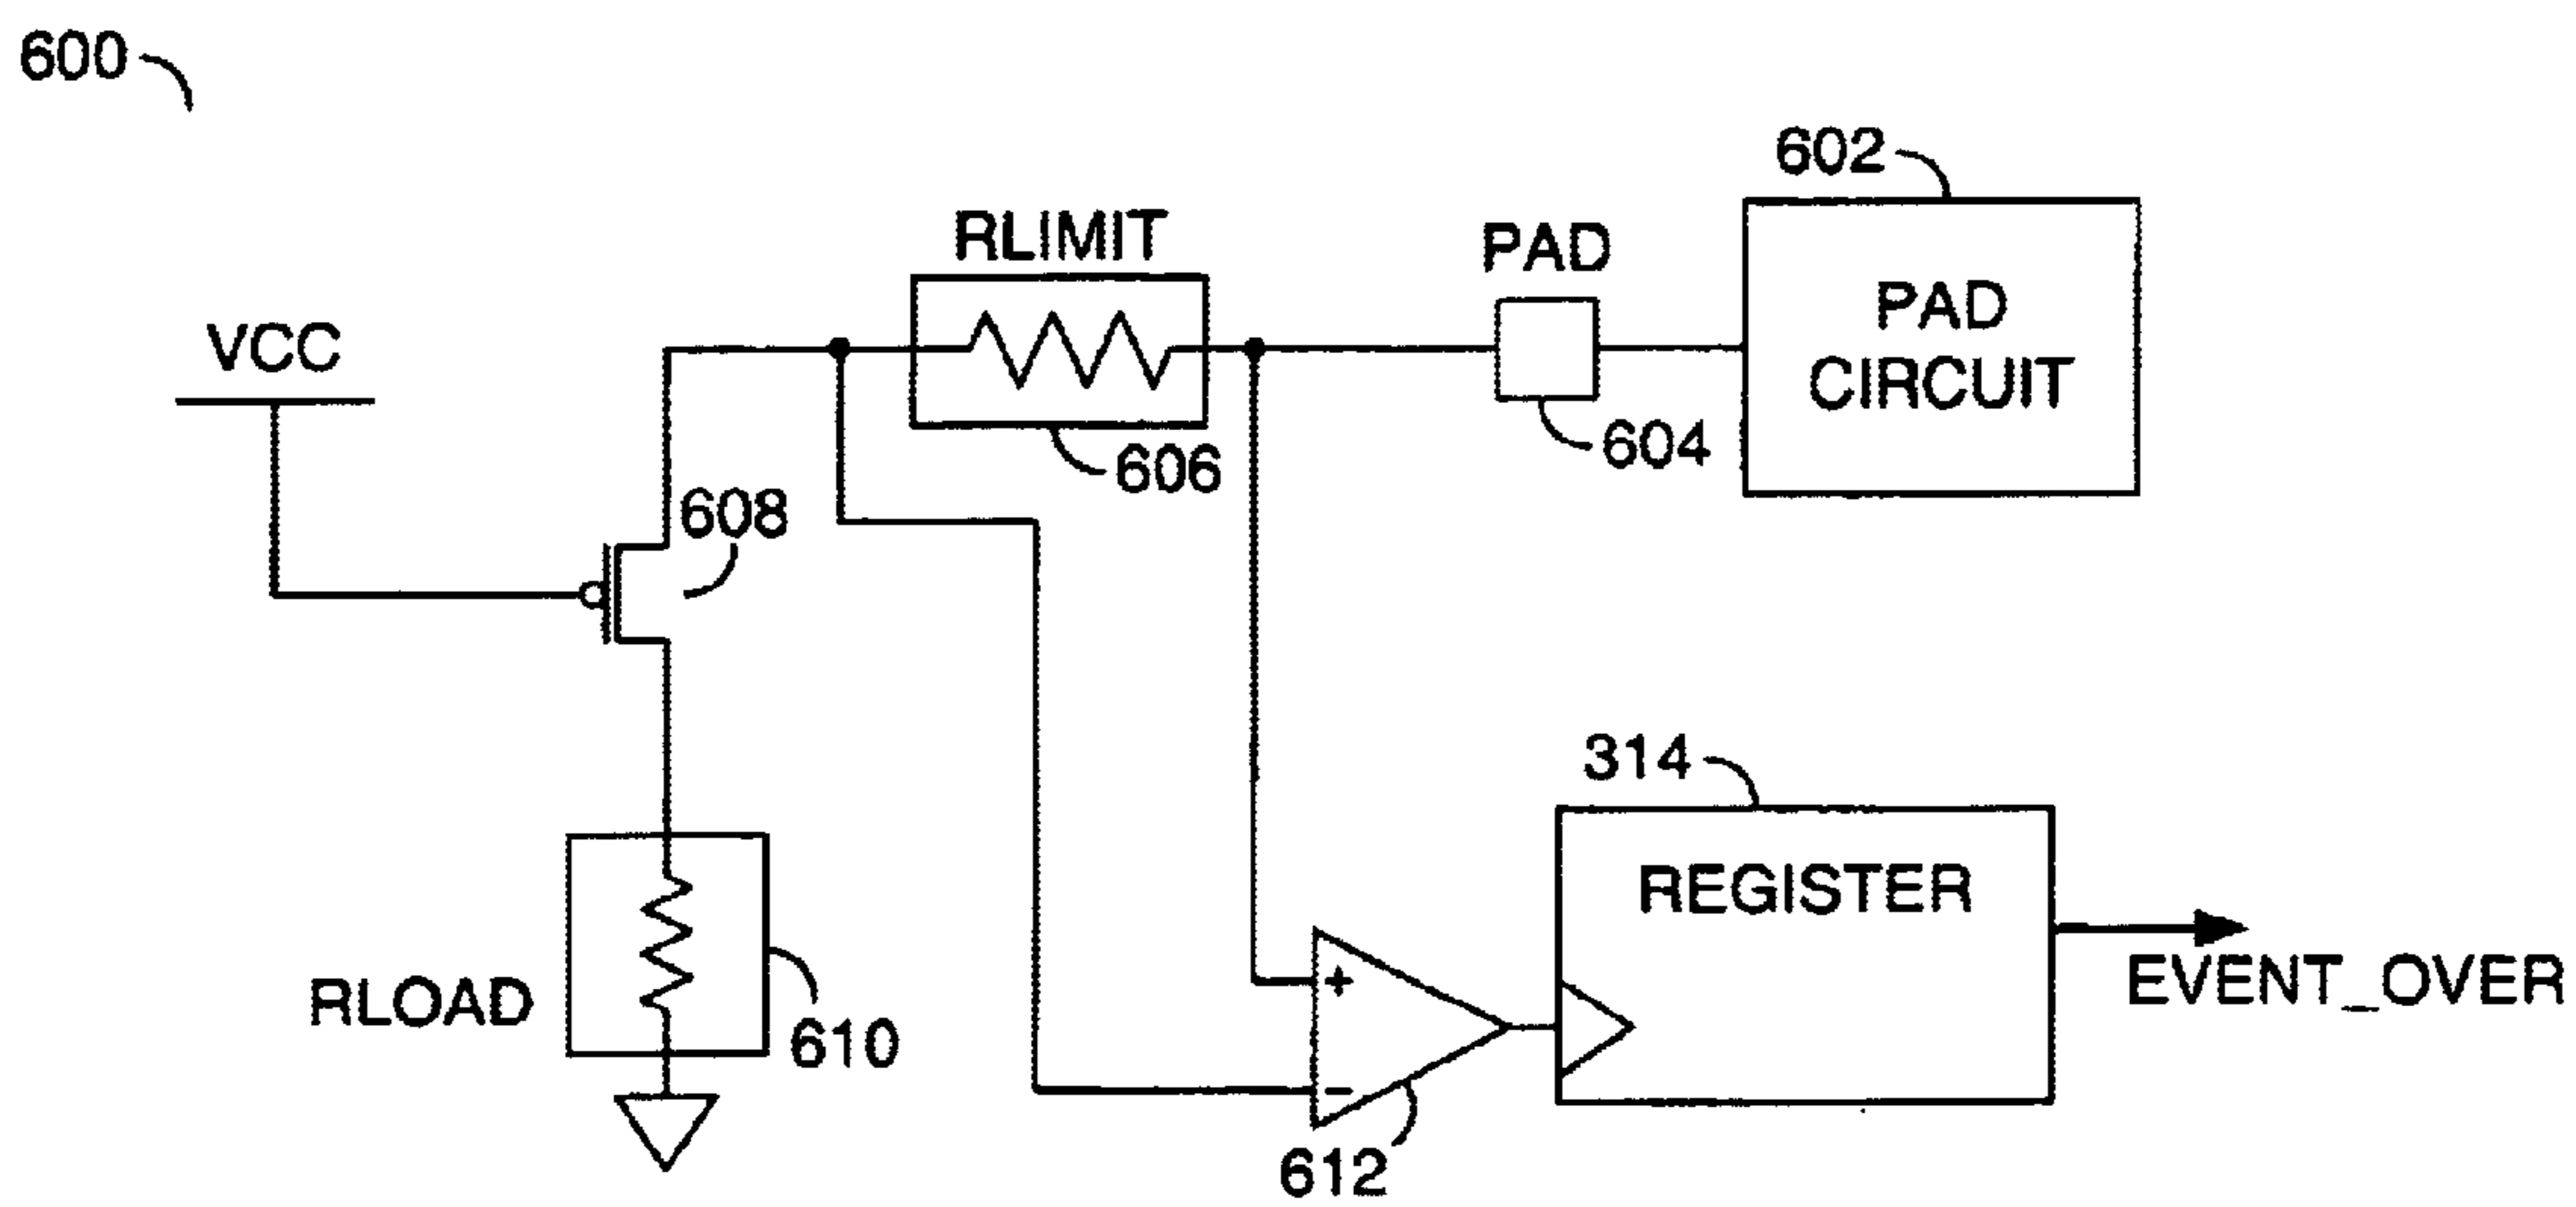 600
602
RLIMIT
PAD
PAD
CIRCUIT
VCC
604
606
608
314
REGISTER
+
RLOAD
EVENT_OVER
610
-
612